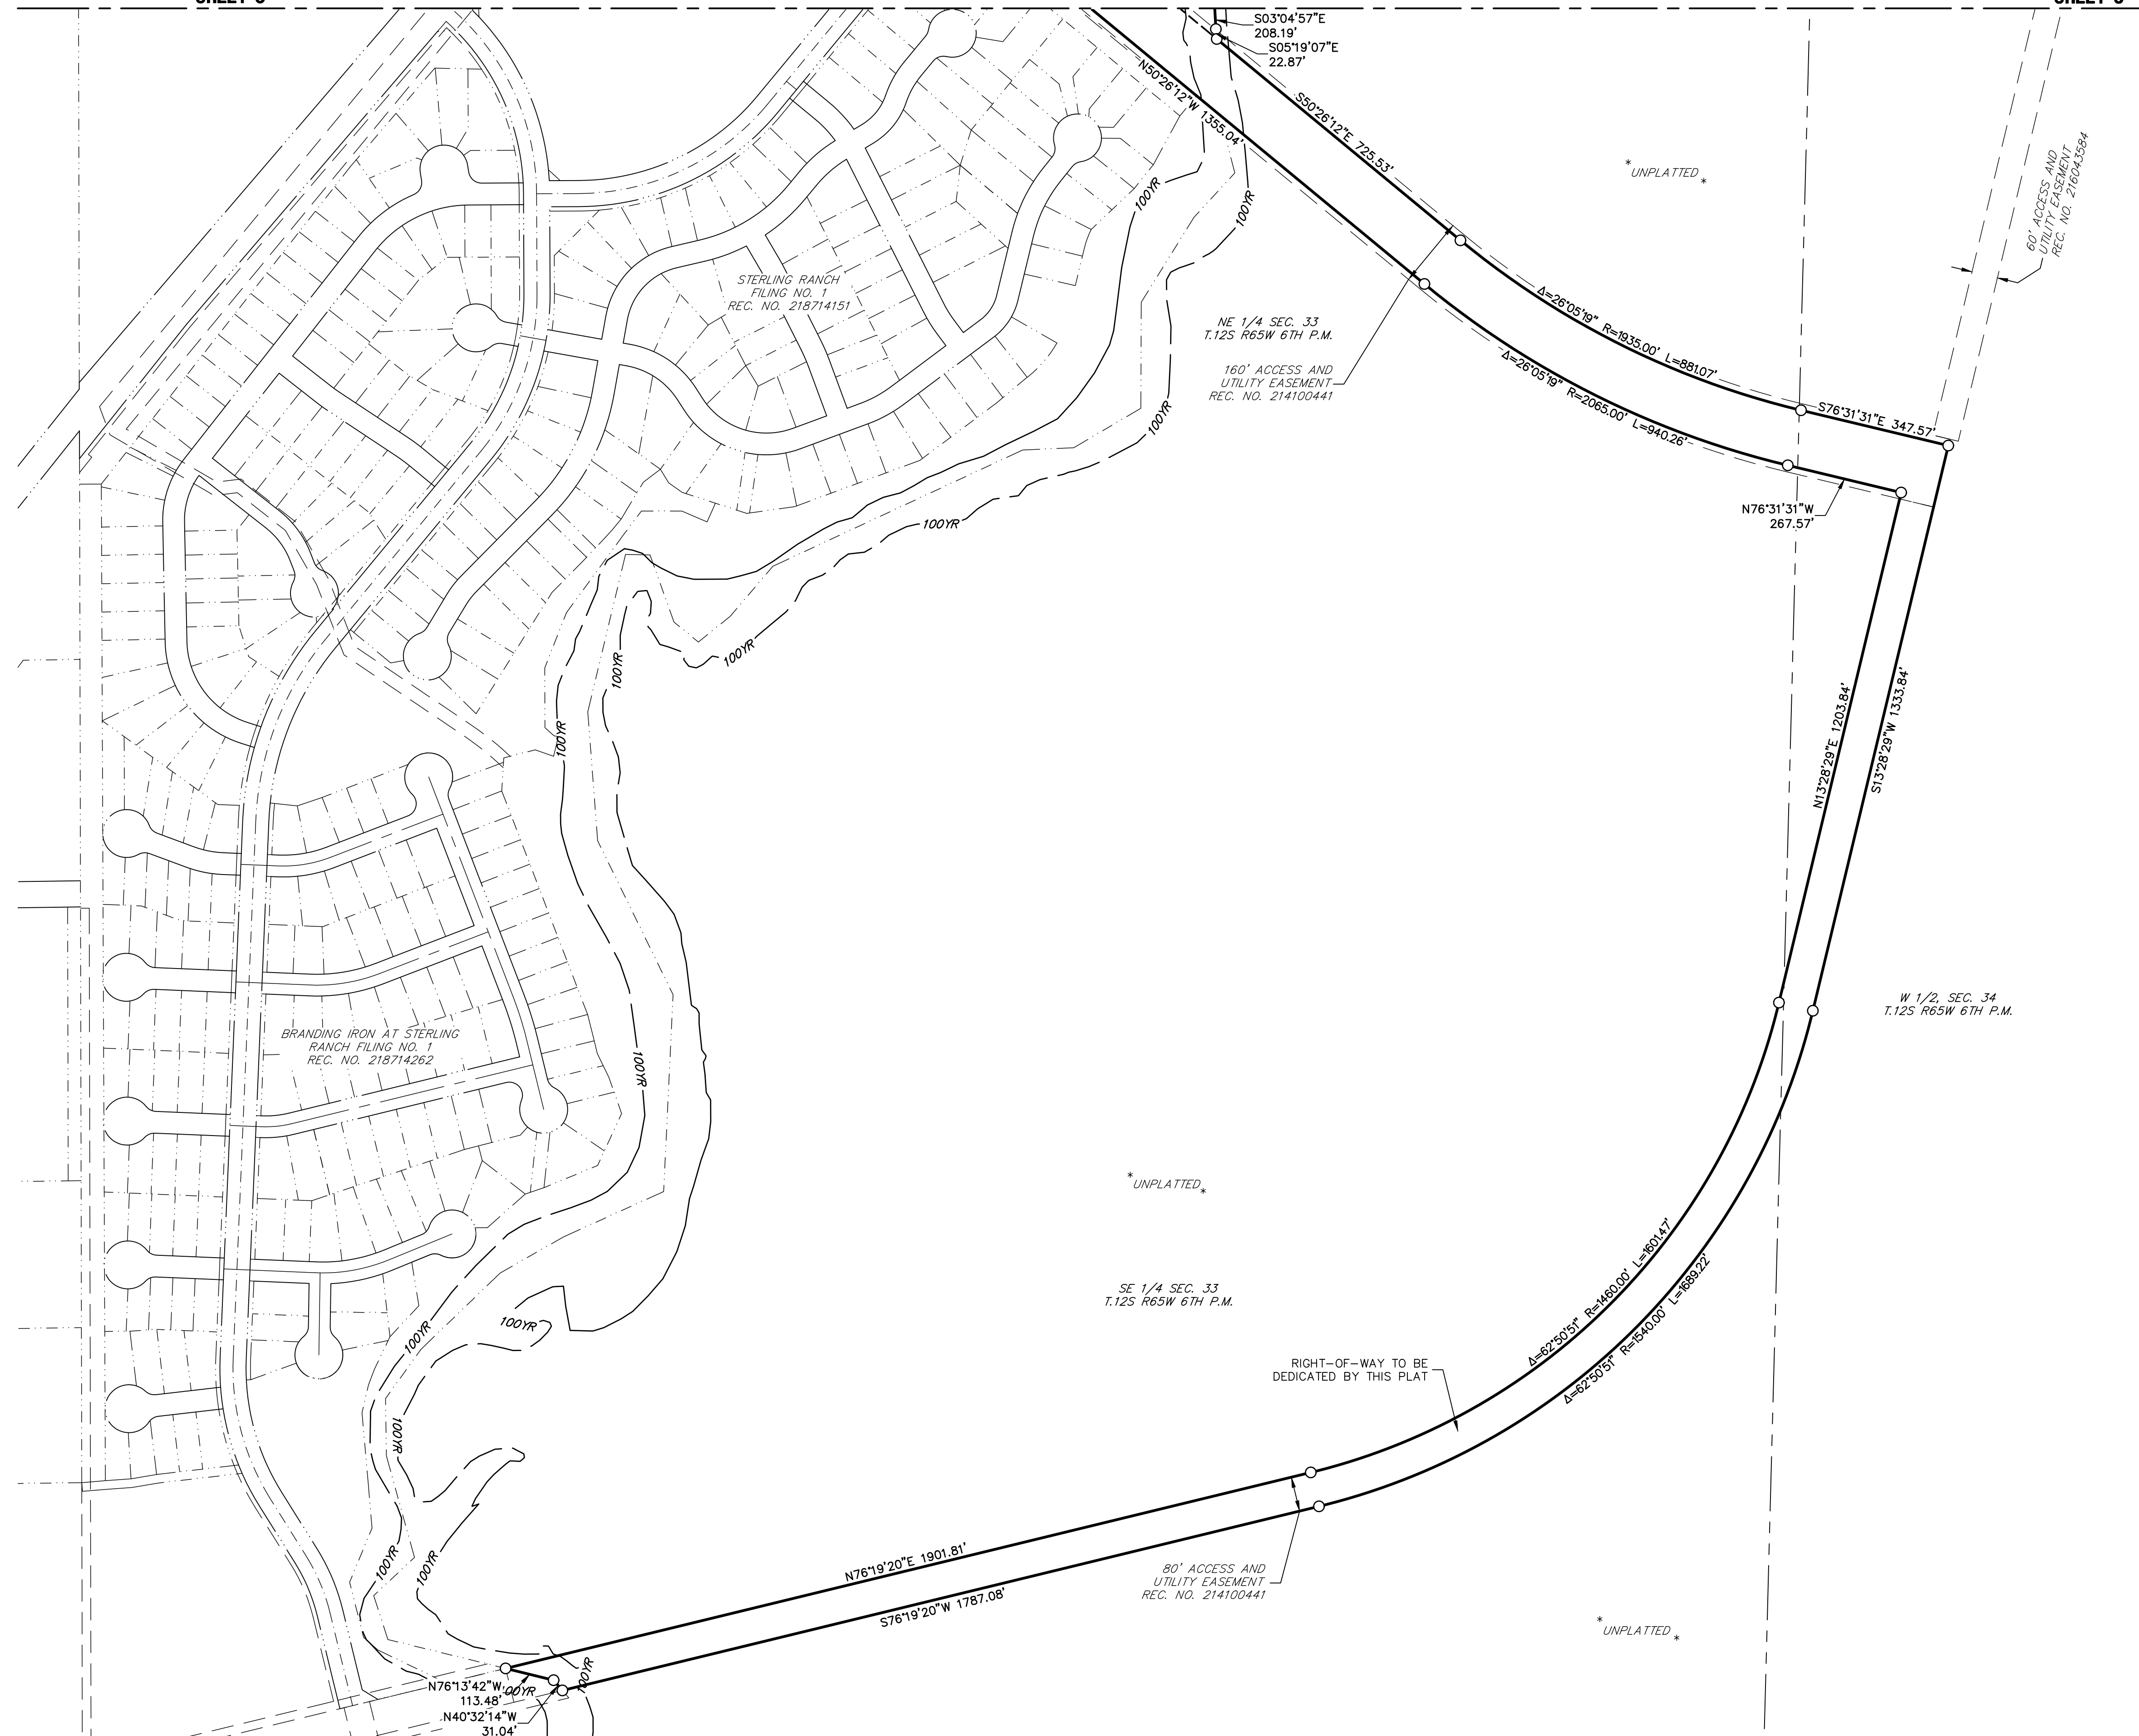 S03°04'57"E
208.19'
S05°19'07"E
22.87'
N50°26'12"W 1355.04'
S50°26'12"E 725.53'
*UNPLATTED*
60' ACCESS AND
UTILITY EASEMENT
REC. NO. 216043584
100YR
100YR
STERLING RANCH
FILING NO. 1
REC. NO. 218714151
NE 1/4 SEC. 33
T.12S R65W 6TH P.M.
160' ACCESS AND
UTILITY EASEMENT
REC. NO. 214100441
Δ=26°05'19" R=1935.00' L=881.07'
Δ=26°05'19" R=2065.00' L=940.26'
S76°31'31"E 347.57'
N76°31'31"W
267.57'
100YR
100YR
100YR
100YR
100YR
N13°28'29"E 1203.84'
S13°28'29"W 1333.84'
W 1/2, SEC. 34
T.12S R65W 6TH P.M.
BRANDING IRON AT STERLING
RANCH FILING NO. 1
REC. NO. 218714262
100YR
*UNPLATTED*
SE 1/4 SEC. 33
T.12S R65W 6TH P.M.
Δ=62°50'51" R=1460.00' L=1601.47'
Δ=62°50'51" R=1540.00' L=1689.22'
100YR
100YR
RIGHT-OF-WAY TO BE
DEDICATED BY THIS PLAT
100YR
100YR
100YR
N76°19'20"E 1901.81'
S76°19'20"W 1787.08'
80' ACCESS AND
UTILITY EASEMENT
REC. NO. 214100441
*UNPLATTED*
100YR
N76°13'42"W
113.48'
00YR
N40°32'14"W
31.04'